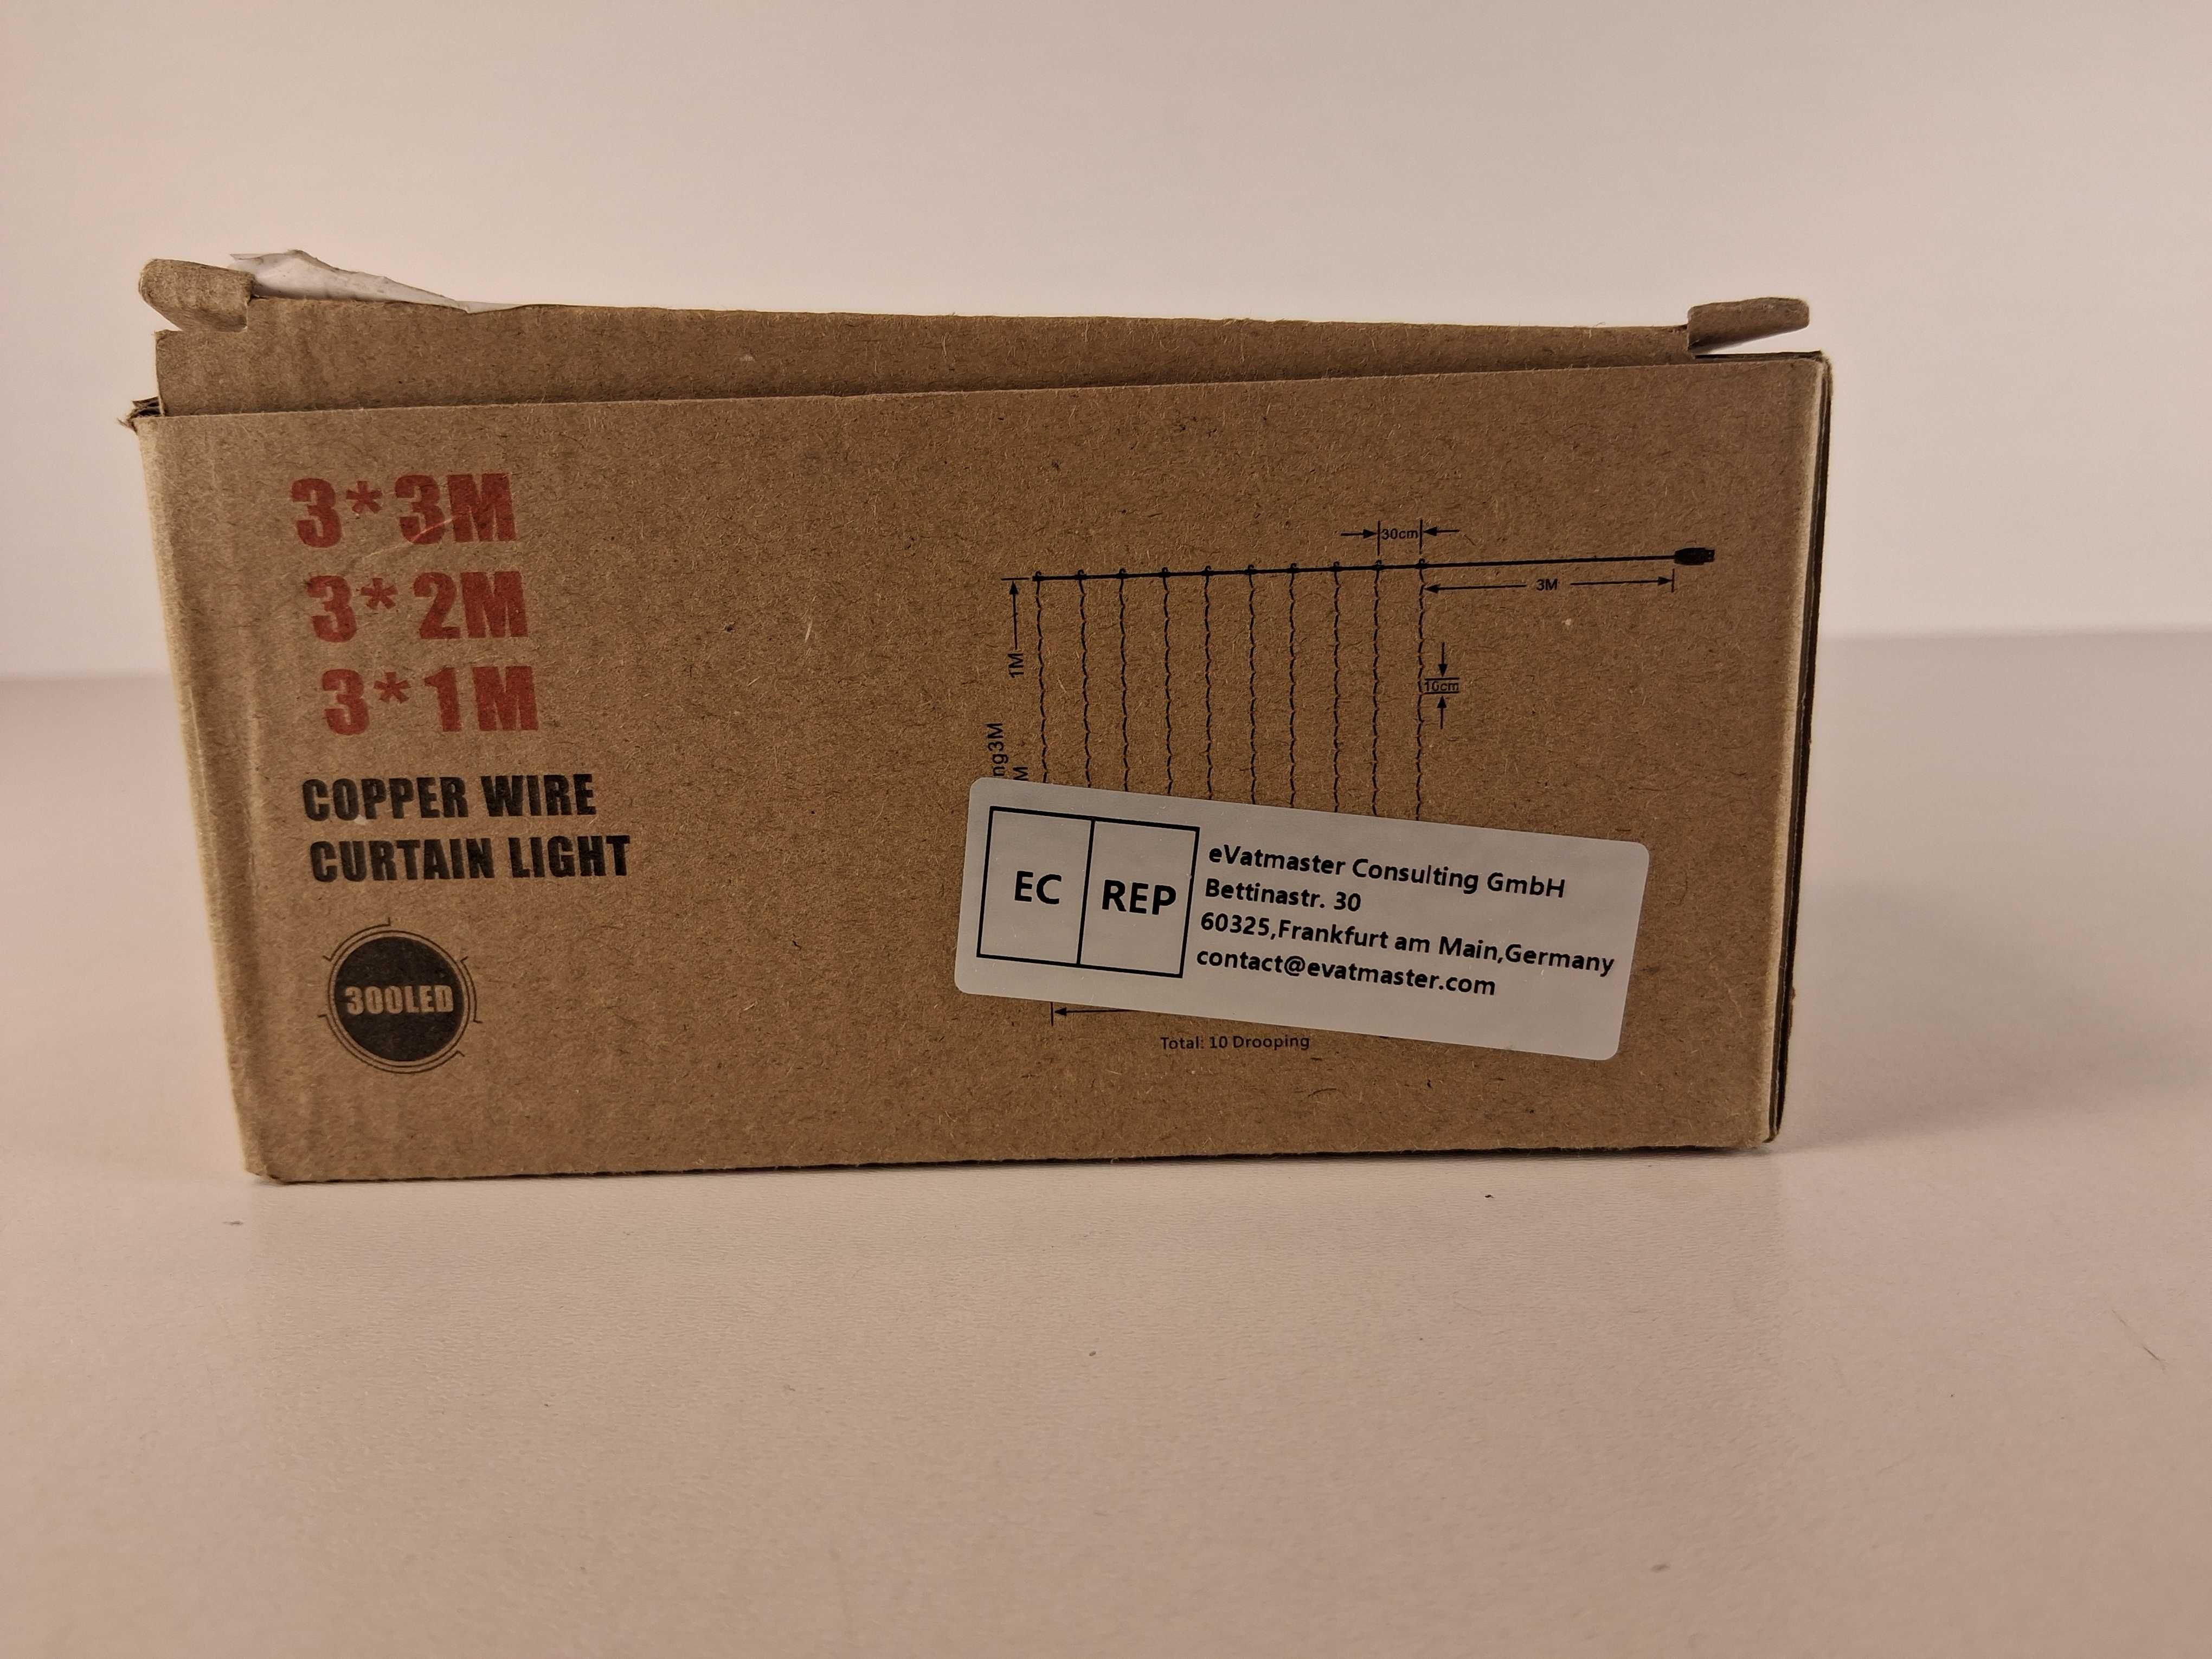 3*3M
3*2M
3*1M
COPPER WIRE
CURTAIN LIGHT
300LED
30cm
3M
1M
10cm
EC REP
eVatmaster Consulting GmbH
Bettinastr. 30
60325,Frankfurt am Main,Germany
contact@evatmaster.com
Total: 10 Drooping